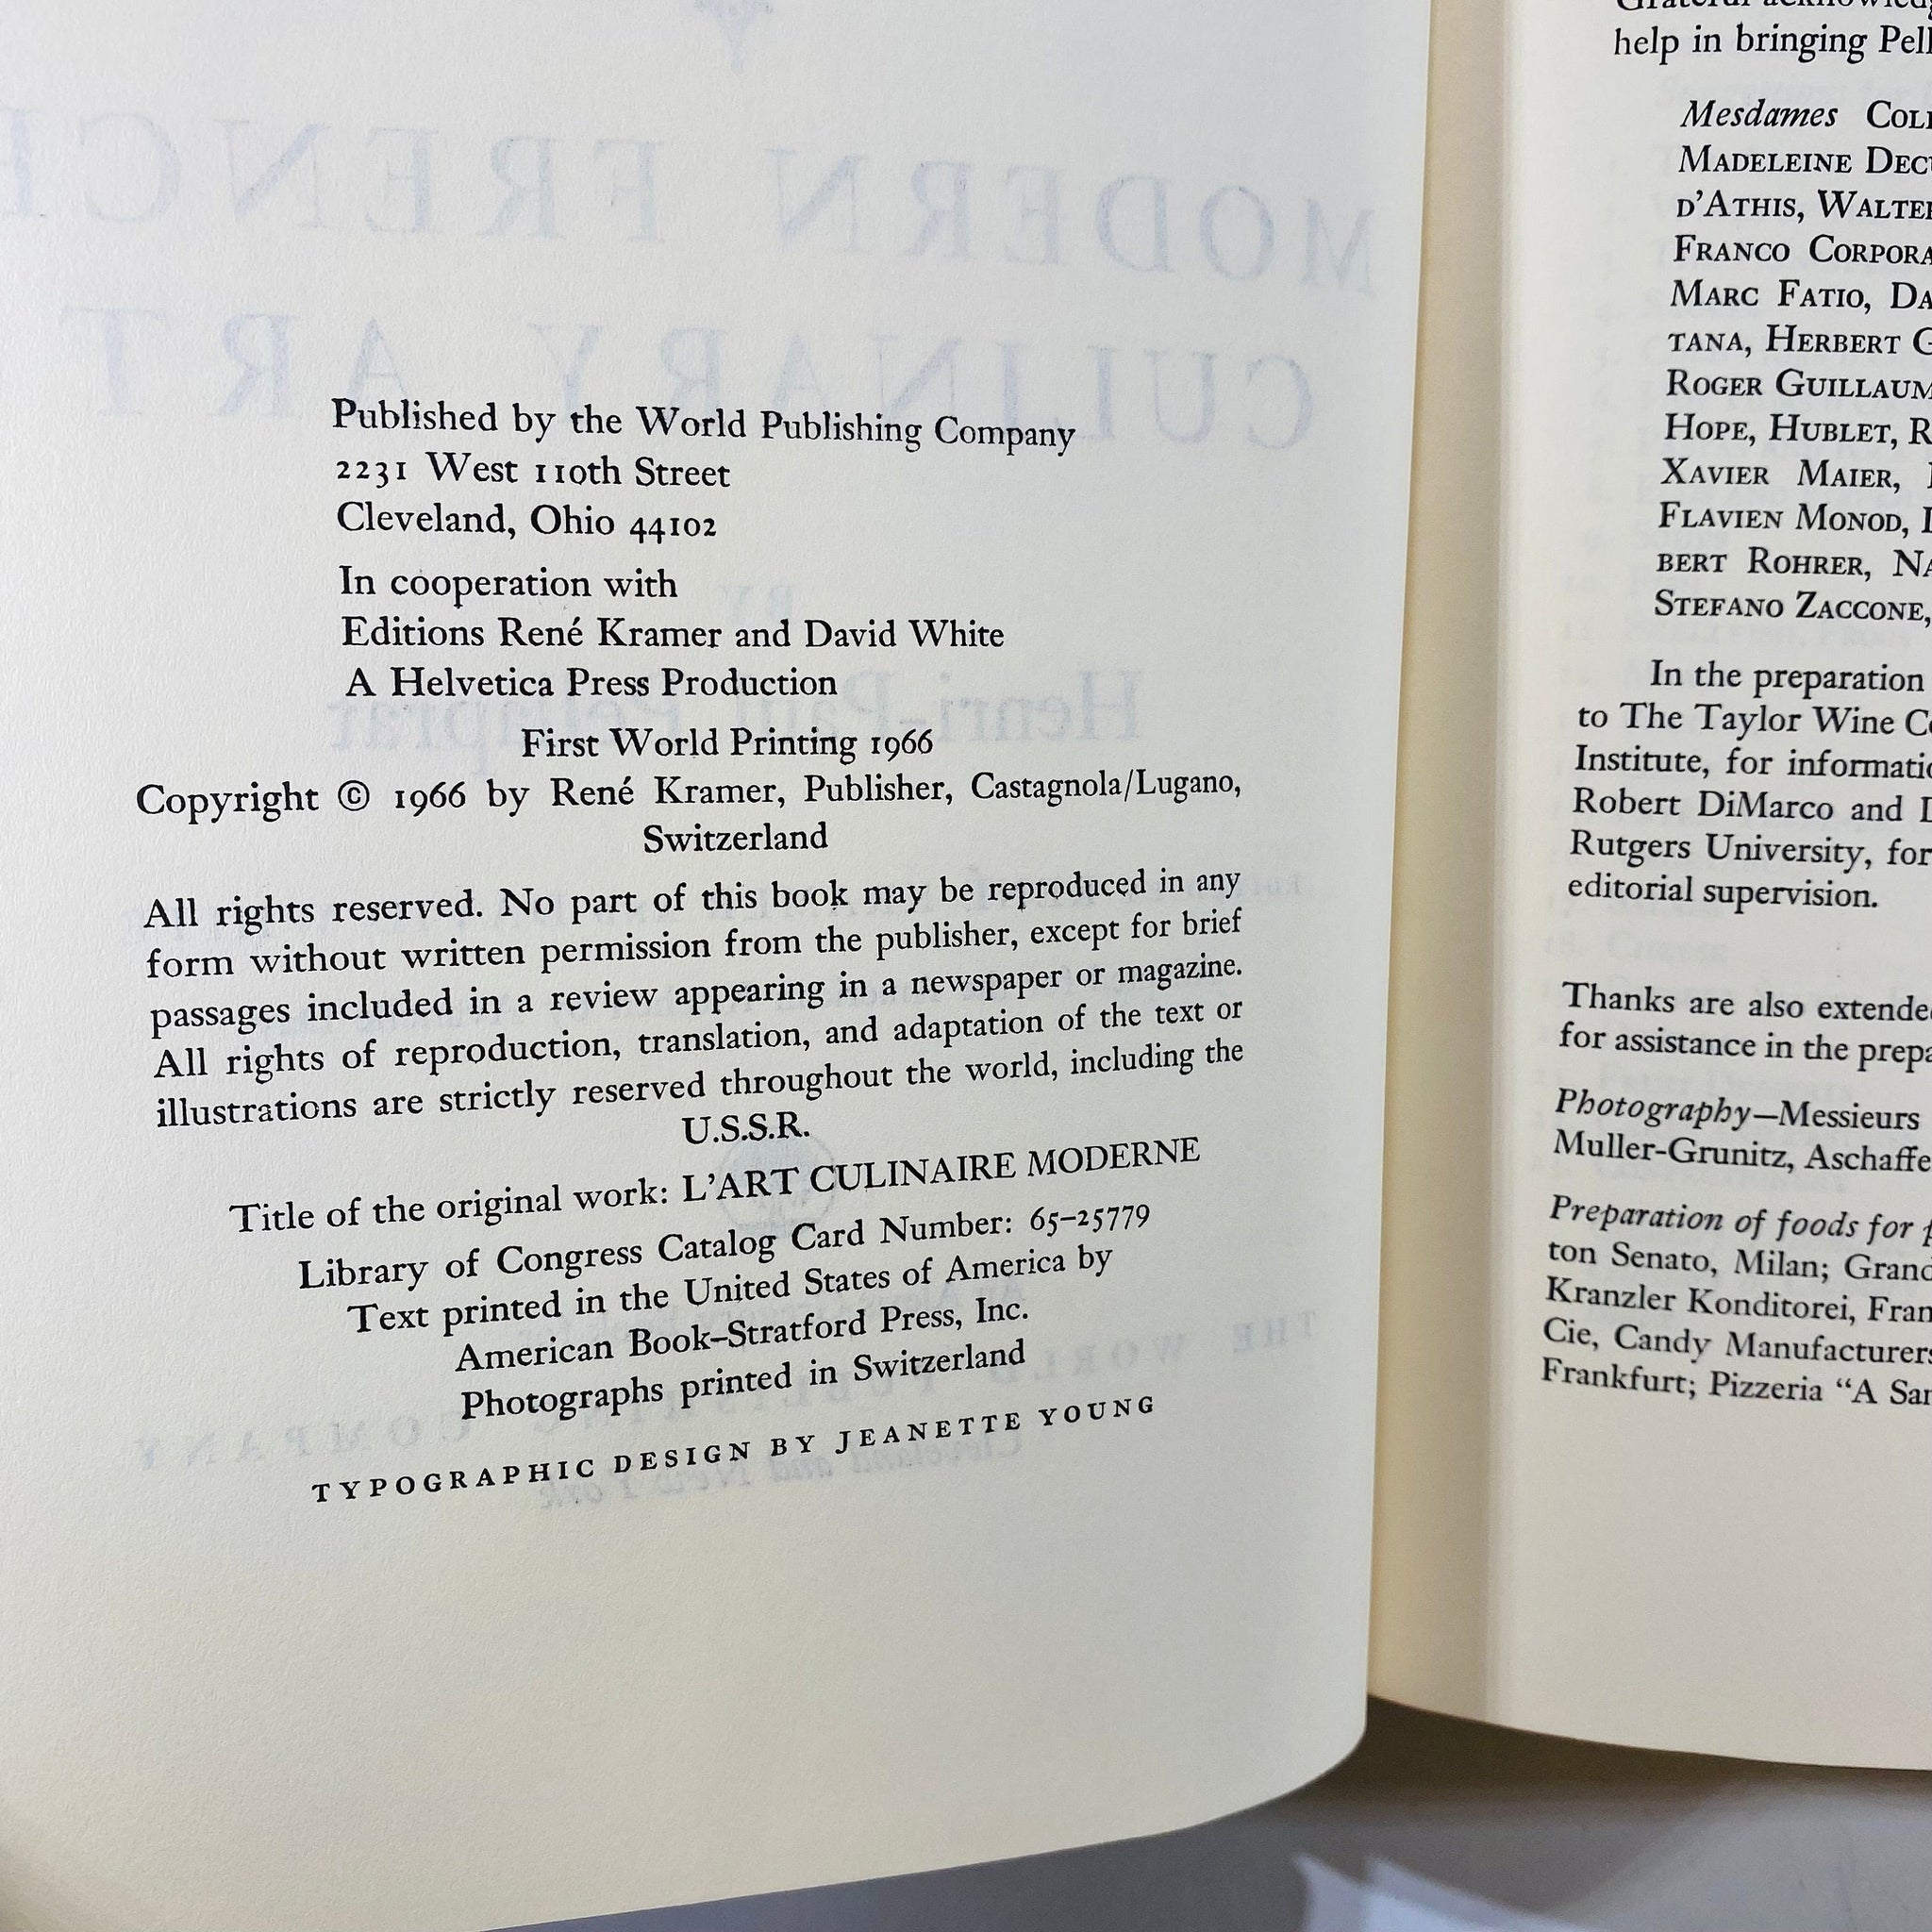 Published by the World Publishing Company
2231 West 110th Street
Cleveland, Ohio 44102
In cooperation with
Editions René Kramer and David White
A Helvetica Press Production
First World Printing 1966
Copyright © 1966 by René Kramer, Publisher, Castagnola/Lugano,
Switzerland
All rights reserved. No part of this book may be reproduced in any
form without written permission from the publisher, except for brief
passages included in a review appearing in a newspaper or magazine.
All rights of reproduction, translation, and adaptation of the text or
illustrations are strictly reserved throughout the world, including the
U.S.S.R.
Title of the original work: L'ART CULINAIRE MODERNE
Library of Congress Catalog Card Number: 65-25779
Text printed in the United States of America by
American Book-Stratford Press, Inc.
Photographs printed in Switzerland
TYPOGRAPHIC DESIGN BY JEANETTE YOUNG
help in bringing
Mesdames
MADELEINE
D'ATHIS,
FRANCO
MARC FATIO,
TANA, HERBERT
ROGER
HOPE, HUBLET,
XAVIER MAIER,
FLAVIEN MONOD,
BERT ROHRER,
STEFANO ZACCONE,
In the preparation
to The Taylor Wine
Institute, for
Robert DiMarco and
Rutgers University, for
editorial supervision.
Thanks are also
for assistance in the
Photography—Messieurs
Muller-Grunitz,
Preparation of foods for
ton Senato, Milan;
Kranzler Konditorei,
Cie, Candy
Frankfurt; Pizzeria "A